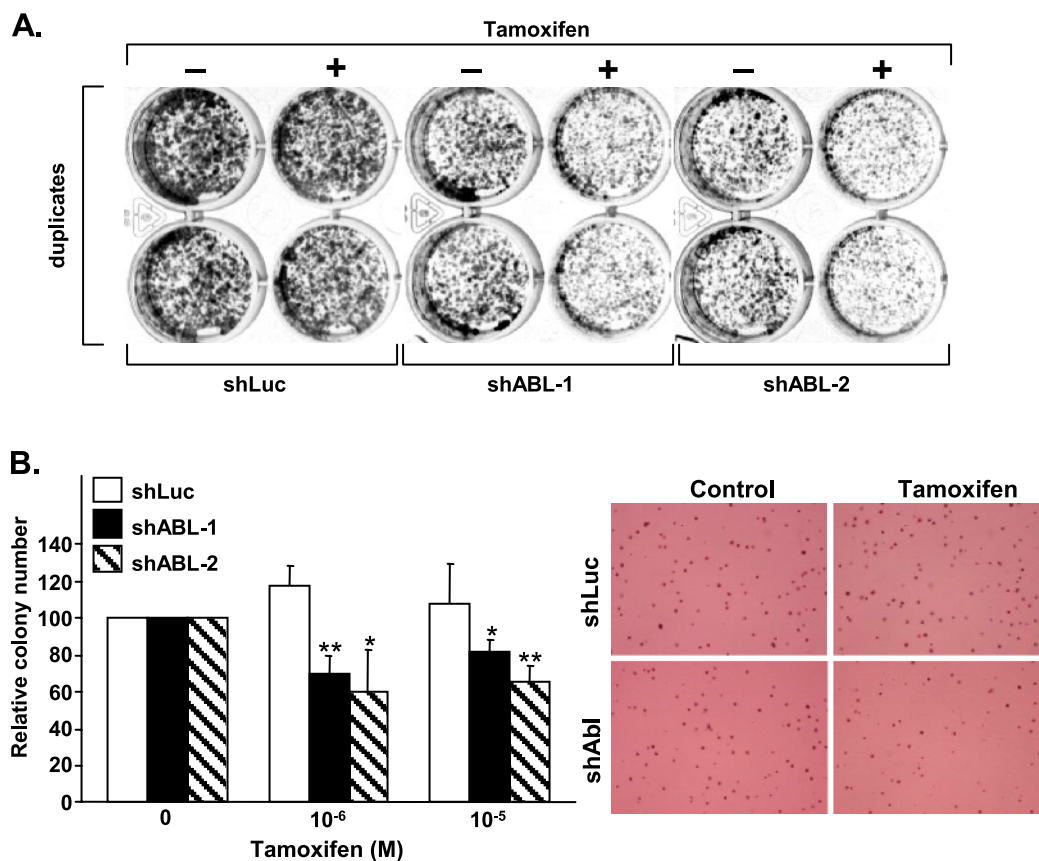 A.
Tamoxifen
– + – + – +
duplicates
shLuc shABL-1 shABL-2
B.
shLuc
shABL-1
shABL-2
Relative colony number
140
120
100
80
60
40
20
0
** * * **
0 10⁻⁶ 10⁻⁵
Tamoxifen (M)
Control Tamoxifen
shLuc
shAbl